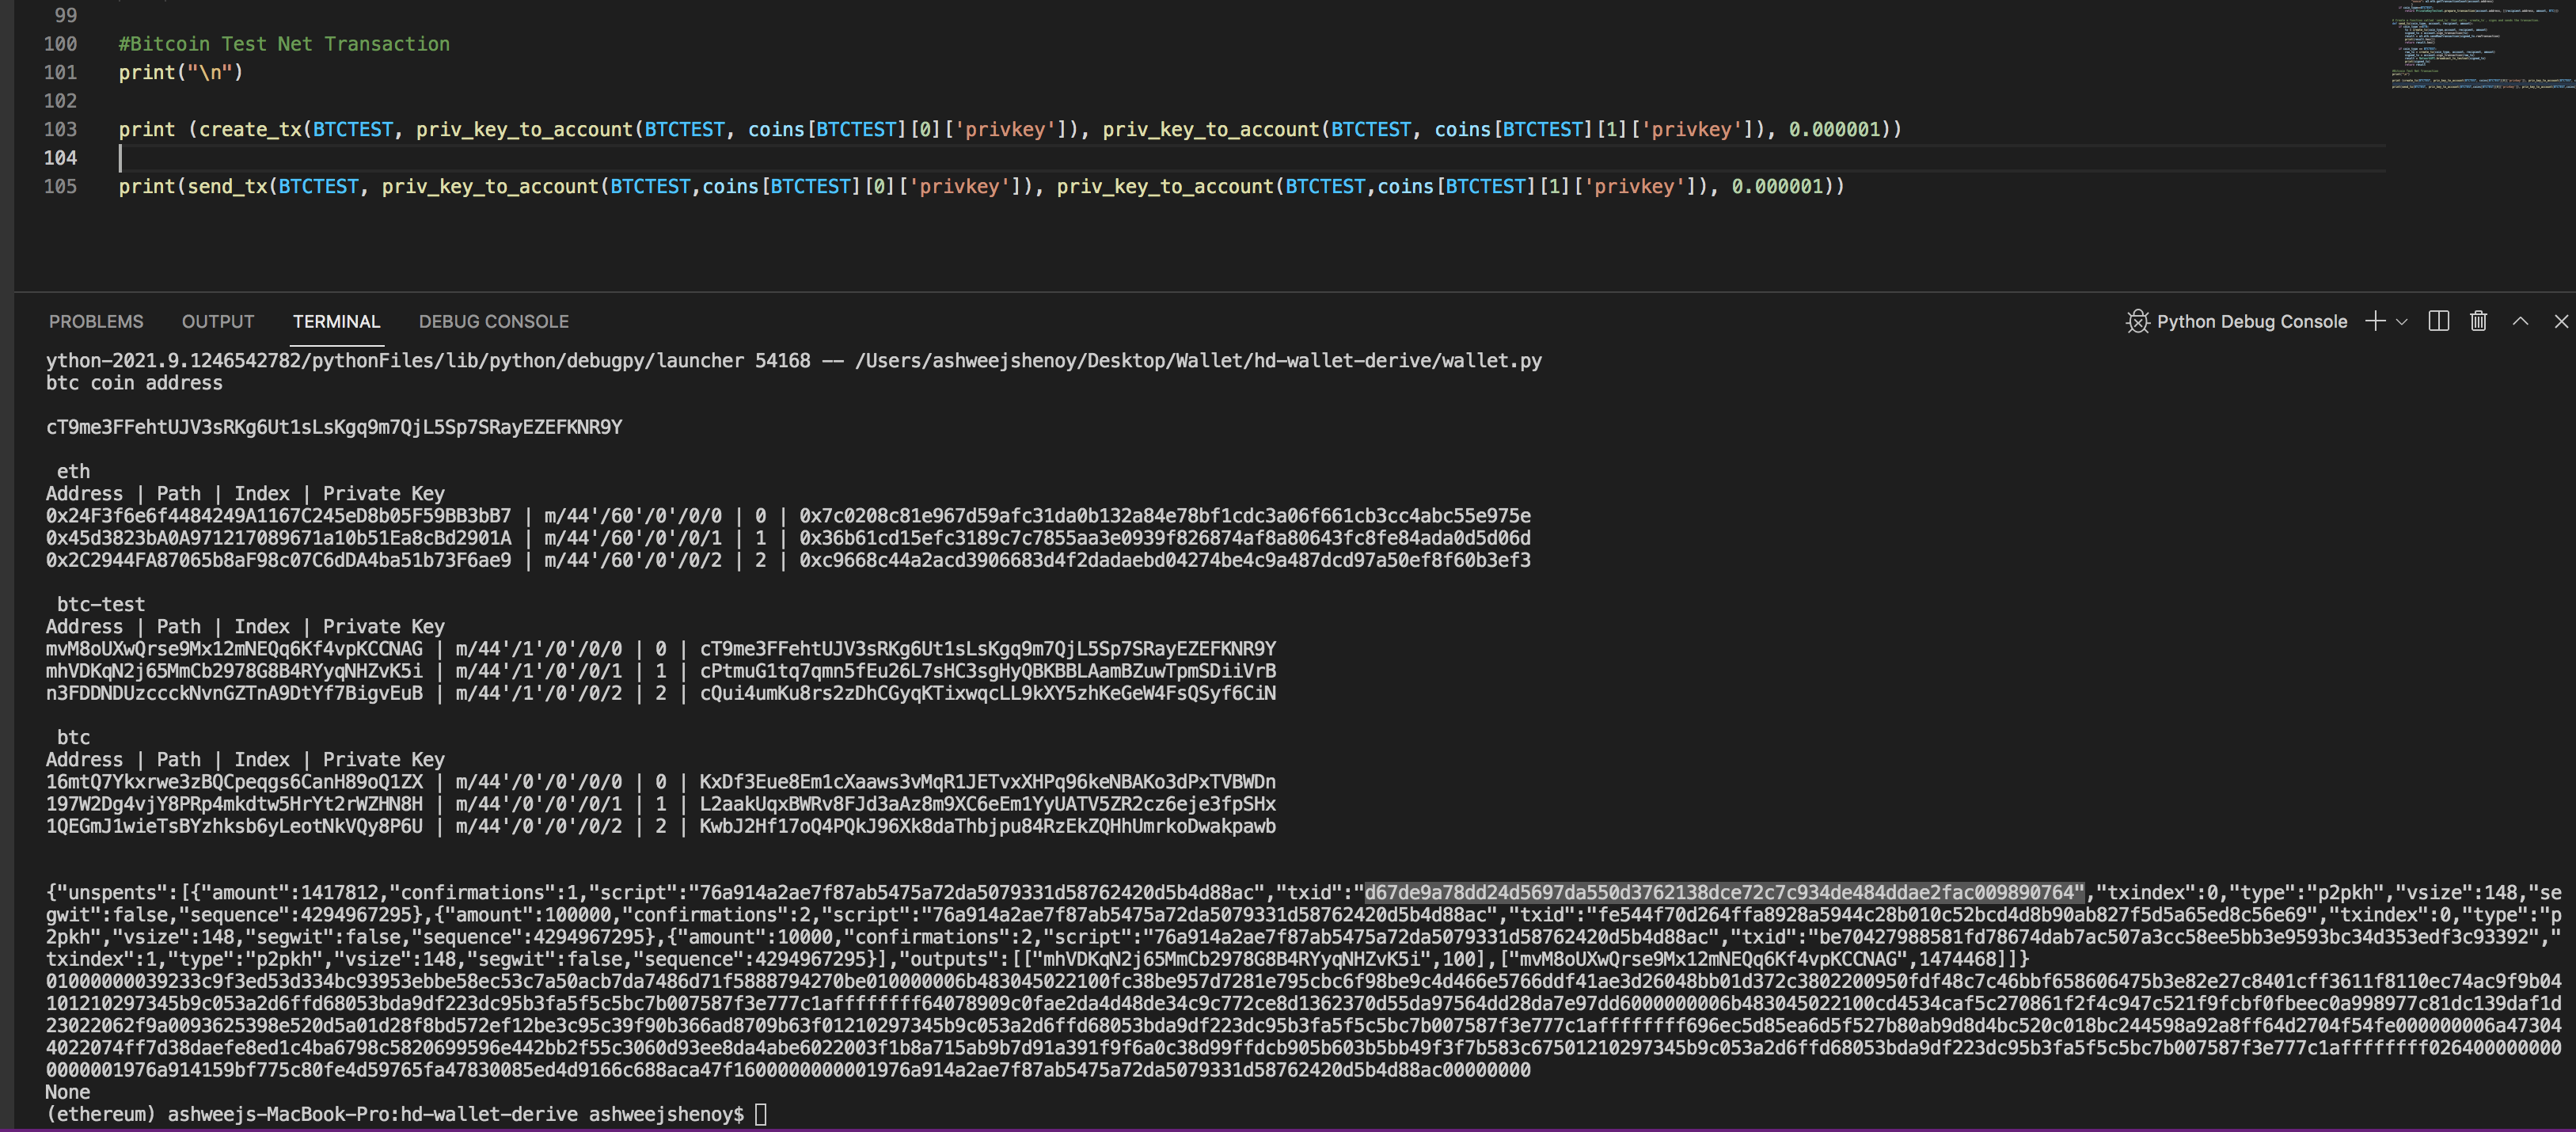 99
100 #Bitcoin Test Net Transaction
101 print("\n")
102
103 print (create_tx(BTCTEST, priv_key_to_account(BTCTEST, coins[BTCTEST][0]['privkey']), priv_key_to_account(BTCTEST, coins[BTCTEST][1]['privkey']), 0.000001))
104
105 print(send_tx(BTCTEST, priv_key_to_account(BTCTEST,coins[BTCTEST][0]['privkey']), priv_key_to_account(BTCTEST,coins[BTCTEST][1]['privkey']), 0.000001))
PROBLEMS OUTPUT TERMINAL DEBUG CONSOLE Python Debug Console
ython-2021.9.1246542782/pythonFiles/lib/python/debugpy/launcher 54168 -- /Users/ashweejshenoy/Desktop/Wallet/hd-wallet-derive/wallet.py
btc coin address
cT9me3FFehtUJV3sRKg6Ut1sLsKgq9m7QjL5Sp7SRayEZEFKNR9Y
eth
Address | Path | Index | Private Key
0x24F3f6e6f4484249A1167C245eD8b05F59BB3bB7 | m/44'/60'/0'/0/0 | 0 | 0x7c0208c81e967d59afc31da0b132a84e78bf1cdc3a06f661cb3cc4abc55e975e
0x45d3823bA0A971217089671a10b51Ea8cBd2901A | m/44'/60'/0'/0/1 | 1 | 0x36b61cd15efc3189c7c7855aa3e0939f826874af8a80643fc8fe84ada0d5d06d
0x2C2944FA87065b8aF98c07C6dDA4ba51b73F6ae9 | m/44'/60'/0'/0/2 | 2 | 0xc9668c44a2acd3906683d4f2dadaebd04274be4c9a487dcd97a50ef8f60b3ef3
btc-test
Address | Path | Index | Private Key
mvM8oUXwQrse9Mx12mNEQq6Kf4vpKCCNAG | m/44'/1'/0'/0/0 | 0 | cT9me3FFehtUJV3sRKg6Ut1sLsKgq9m7QjL5Sp7SRayEZEFKNR9Y
mhVDKqN2j65MmCb2978G8B4RYyqNHZvK5i | m/44'/1'/0'/0/1 | 1 | cPtmuG1tq7qmn5fEu26L7sHC3sgHyQBKBBLAamBZuwTpmSDiiVrB
n3FDDNDUzccckNvnGZTnA9DtYf7BigvEuB | m/44'/1'/0'/0/2 | 2 | cQui4umKu8rs2zDhCGyqKTixwqcLL9kXY5zhKeGeW4FsQSyf6CiN
btc
Address | Path | Index | Private Key
16mtQ7Ykxrwe3zBQCpeqgs6CanH89oQ1ZX | m/44'/0'/0'/0/0 | 0 | KxDf3Eue8Em1cXaaws3vMqR1JETvxXHPq96keNBAKo3dPxTVBWDn
197W2Dg4vjY8PRp4mkdtw5HrYt2rWZHN8H | m/44'/0'/0'/0/1 | 1 | L2aakUqxBWRv8FJd3aAz8m9XC6eEm1YyUATV5ZR2cz6eje3fpSHx
1QEGmJ1wieTsBYzhksb6yLeotNkVQy8P6U | m/44'/0'/0'/0/2 | 2 | KwbJ2Hf17oQ4PQkJ96Xk8daThbjpu84RzEkZQHhUmrkoDwakpawb
{"unspents":[{"amount":1417812,"confirmations":1,"script":"76a914a2ae7f87ab5475a72da5079331d58762420d5b4d88ac","txid":"d67de9a78dd24d5697da550d3762138dce72c7c934de484ddae2fac009890764","txindex":0,"type":"p2pkh","vsize":148,"se
gwit":false,"sequence":4294967295},{"amount":100000,"confirmations":2,"script":"76a914a2ae7f87ab5475a72da5079331d58762420d5b4d88ac","txid":"fe544f70d264ffa8928a5944c28b010c52bcd4d8b90ab827f5d5a65ed8c56e69","txindex":0,"type":"p
2pkh","vsize":148,"segwit":false,"sequence":4294967295},{"amount":10000,"confirmations":2,"script":"76a914a2ae7f87ab5475a72da5079331d58762420d5b4d88ac","txid":"be70427988581fd78674dab7ac507a3cc58ee5bb3e9593bc34d353edf3c93392","
txindex":1,"type":"p2pkh","vsize":148,"segwit":false,"sequence":4294967295}],"outputs":[["mhVDKqN2j65MmCb2978G8B4RYyqNHZvK5i",100],["mvM8oUXwQrse9Mx12mNEQq6Kf4vpKCCNAG",1474468]]}
01000000039233c9f3ed53d334bc93953ebbe58ec53c7a50acb7da7486d71f5888794270be010000006b483045022100fc38be957d7281e795cbc6f98be9c4d466e5766ddf41ae3d26048bb01d372c3802200950fdf48c7c46bbf658606475b3e82e27c8401cff3611f8110ec74ac9f9b04
101210297345b9c053a2d6ffd68053bda9df223dc95b3fa5f5c5bc7b007587f3e777c1affffffff64078909c0fae2da4d48de34c9c772ce8d1362370d55da97564dd28da7e97dd6000000006b483045022100cd4534caf5c270861f2f4c947c521f9fcbf0fbeec0a998977c81dc139daf1d
23022062f9a0093625398e520d5a01d28f8bd572ef12be3c95c39f90b366ad8709b63f01210297345b9c053a2d6ffd68053bda9df223dc95b3fa5f5c5bc7b007587f3e777c1affffffff696ec5d85ea6d5f527b80ab9d8d4bc520c018bc244598a92a8ff64d2704f54fe000000006a47304
4022074ff7d38daefe8ed1c4ba6798c5820699596e442bb2f55c3060d93ee8da4abe6022003f1b8a715ab9b7d91a391f9f6a0c38d99ffdcb905b603b5bb49f3f7b583c67501210297345b9c053a2d6ffd68053bda9df223dc95b3fa5f5c5bc7b007587f3e777c1affffffff026400000000
0000001976a914159bf775c80fe4d59765fa47830085ed4d9166c688aca47f1600000000001976a914a2ae7f87ab5475a72da5079331d58762420d5b4d88ac00000000
None
(ethereum) ashweejs-MacBook-Pro:hd-wallet-derive ashweejshenoy$